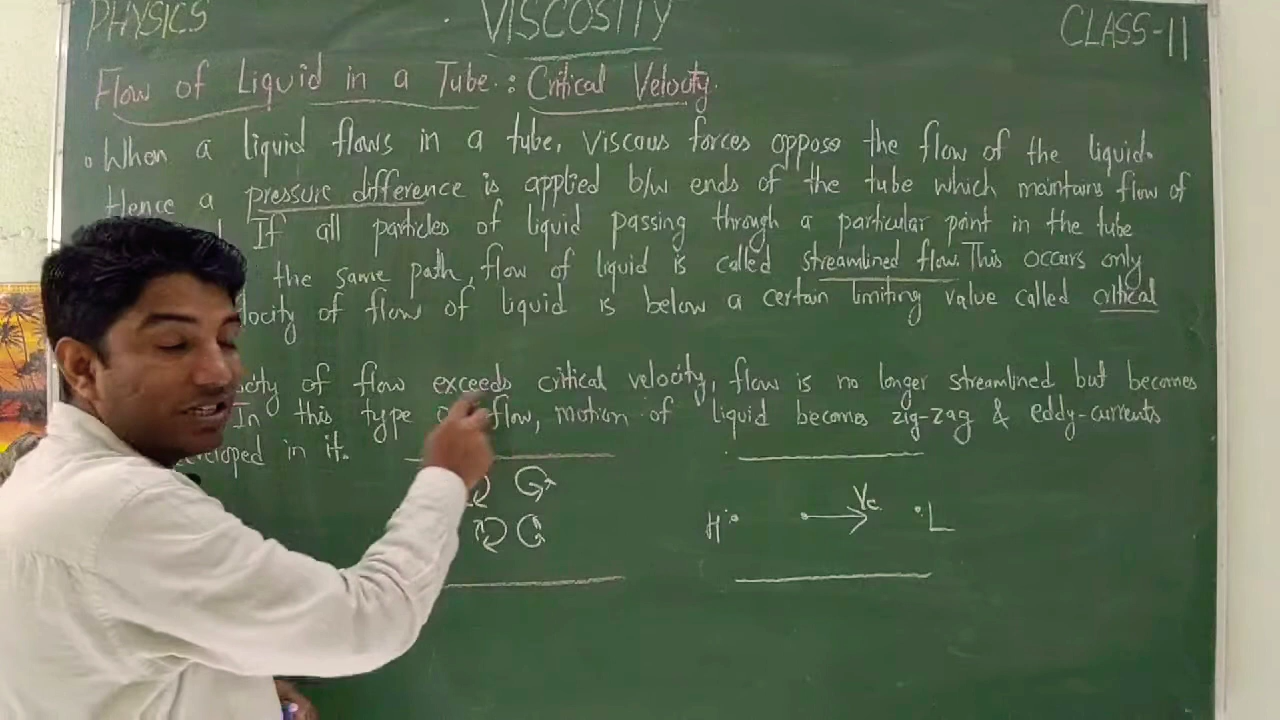 PHYSICS
VISCOSITY
CLASS-11
Flow of Liquid in a Tube : Critical Velocity.
• When a liquid flows in a tube, viscous forces oppose the flow of the liquid.
Hence a pressure difference is applied b/w ends of the tube which maintains flow of
If all particles of liquid passing through a particular point in the tube
the same path, flow of liquid is called streamlined flow. This occurs only
locity of flow of liquid is below a certain limiting value called critical
ocity of flow exceeds critical velocity, flow is no longer streamlined but becomes
In this type flow, motion of liquid becomes zig-zag & eddy-currents
eveloped in it.
H
Vc
L